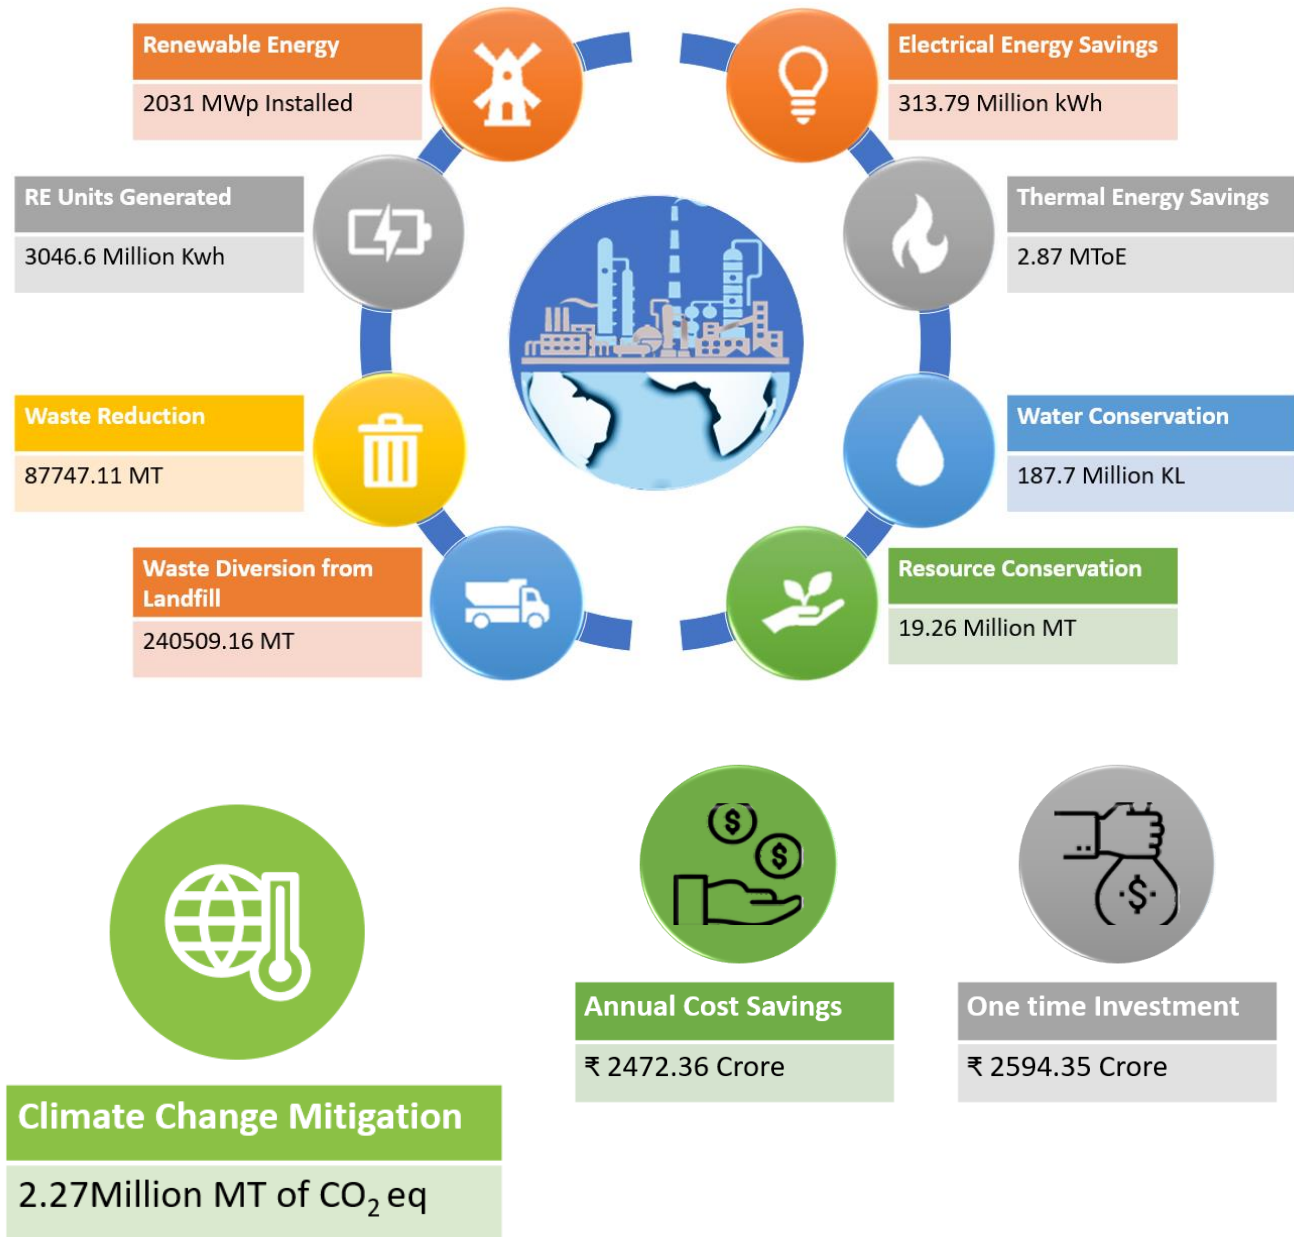 Renewable Energy
2031 MWp Installed
Electrical Energy Savings
313.79 Million kWh
RE Units Generated
3046.6 Million Kwh
Thermal Energy Savings
2.87 MToE
Waste Reduction
87747.11 MT
Water Conservation
187.7 Million KL
Waste Diversion from
Landfill
240509.16 MT
Resource Conservation
19.26 Million MT
$
$
$
Annual Cost Savings
₹ 2472.36 Crore
One time Investment
₹ 2594.35 Crore
Climate Change Mitigation
2.27Million MT of CO₂ eq